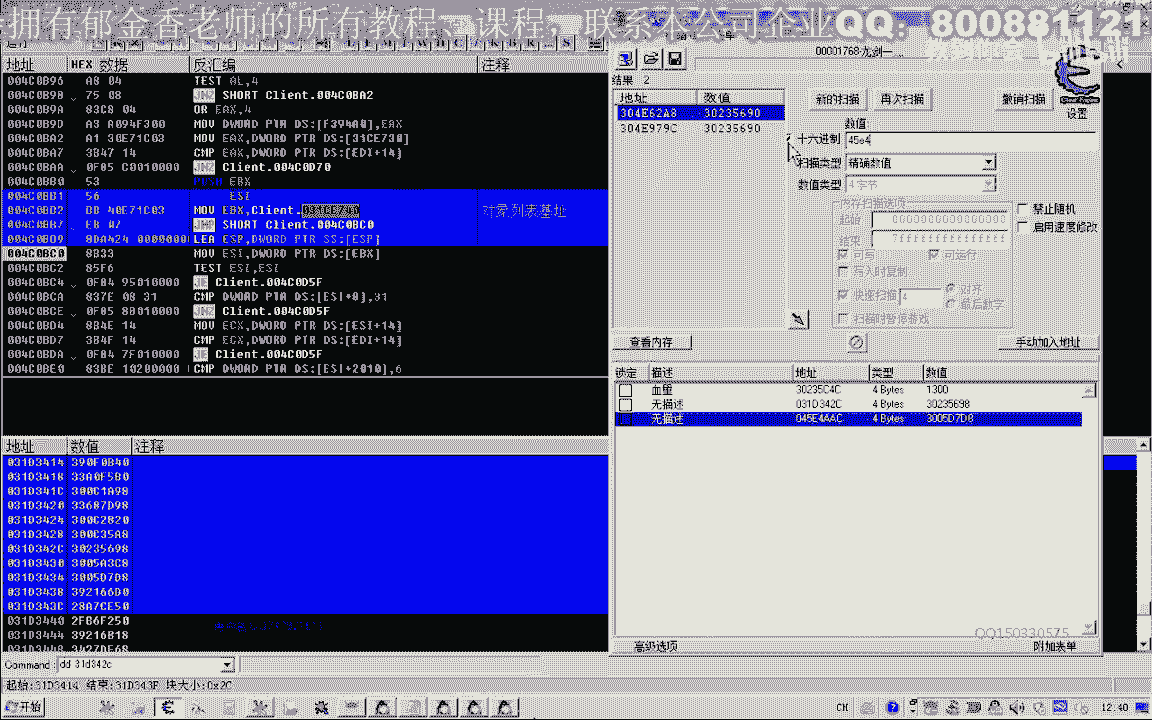 拥有郁金香老师的所有教程、课程，联系本公司企业QQ：800881121
00001768-龙剑一
地址 HEX 数据 反汇编 注释
004C0B96 A8 04 TEST AL,4
004C0B98 75 08 JNZ SHORT Client.004C0BA2
004C0B9A 83C8 04 OR EAX,4
004C0B9D A3 A094F300 MOV DWORD PTR DS:[F394A0],EAX
004C0BA2 A1 30E71C03 MOV EAX,DWORD PTR DS:[31CE730]
004C0BA7 3B47 14 CMP EAX,DWORD PTR DS:[EDI+14]
004C0BAA 0F85 C0010000 JNZ Client.004C0D70
004C0BB0 53 PUSH EBX
004C0BB1 56 ESI
004C0BB2 BB 40E71C03 MOV EBX,Client. 对象列表基址
004C0BB7 EB 07 JMP SHORT Client.004C0BC0
004C0BB9 8DA424 0000000 LEA ESP,DWORD PTR SS:[ESP]
004C0BC0 8B33 MOV ESI,DWORD PTR DS:[EBX]
004C0BC2 85F6 TEST ESI,ESI
004C0BC4 0F84 95010000 JE Client.004C0D5F
004C0BCA 837E 08 31 CMP DWORD PTR DS:[ESI+8],31
004C0BCE 0F85 8B010000 JNZ Client.004C0D5F
004C0BD4 8B4E 14 MOV ECX,DWORD PTR DS:[ESI+14]
004C0BD7 3B4F 14 CMP ECX,DWORD PTR DS:[EDI+14]
004C0BDA 0F84 7F010000 JE Client.004C0D5F
004C0BE0 83BE 10200000 CMP DWORD PTR DS:[ESI+2010],6
地址 数值 注释
031D3414 390F0B40
031D3418 33A0F5B0
031D341C 300C1A98
031D3420 33687D98
031D3424 300C2B20
031D3428 300C35A8
031D342C 30235698
031D3430 3005A3C8
031D3434 3005D7D8
031D3438 392166D0
031D343C 28A7CE50
031D3440 2FB6F250
031D3444 39216B18
031D3448 3427DE68
Command: dd 31d342c
起始:31D3414 结束:31D343F 块大小:0x2C
结果 2
地址 数值
304E62A8 30235690
304E979C 30235690
新的扫描 再次扫描 撤消扫描
设置
数值:
十六进制 45e4
扫描类型 精确数值
数值类型 4 字节
内存扫描选项
起始 0000000000000000
结束 7fffffffffffffff
可写 可运行
写入时复制
快速扫描 4 对齐
最后数字
扫描时暂停游戏
禁止随机
启用速度修改
查看内存 手动加入地址
锁定 描述 地址 类型 数值
血量 30235C4C 4 Bytes 1300
无描述 031D342C 4 Bytes 30235698
无描述 045E4AAC 4 Bytes 3005D7D8
QQ150330575
高级选项 附加表单
开始 CH 12:40